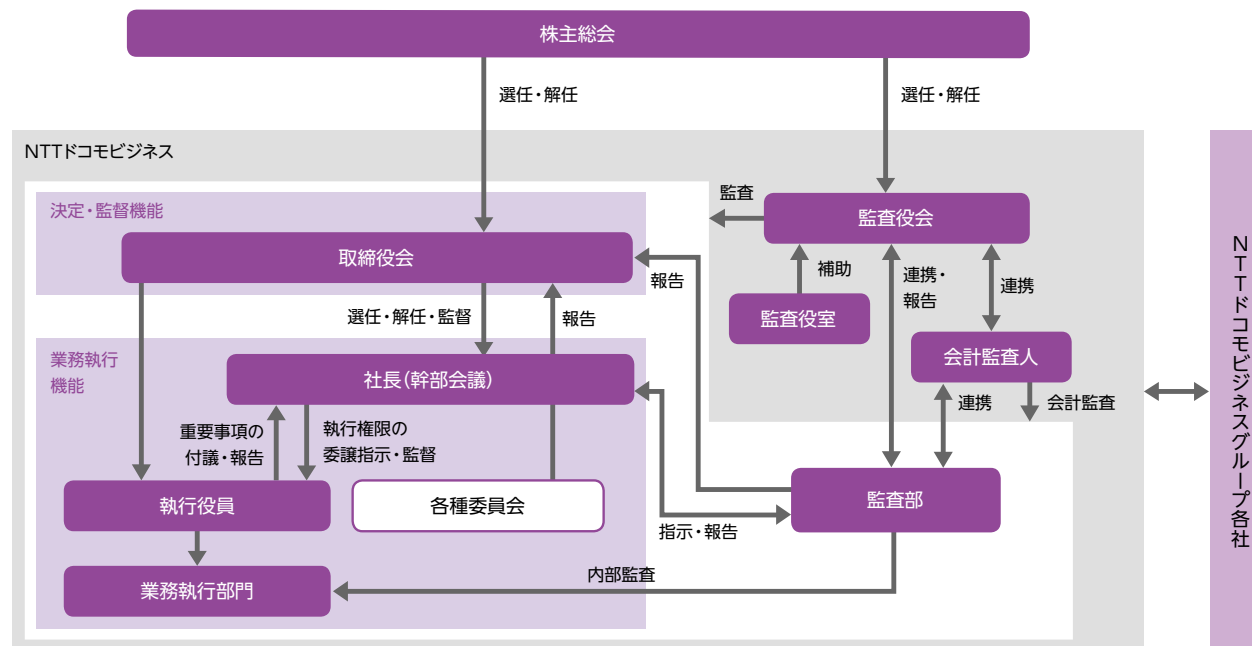 株主総会
選任・解任
選任・解任
NTTドコモビジネス
決定・監督機能
取締役会
監査
監査役会
報告
補助
連携・
報告
連携
監査役室
会計監査人
選任・解任・監督
報告
業務執行
機能
社長(幹部会議)
連携
会計監査
重要事項の
付議・報告
執行権限の
委譲指示・監督
執行役員
各種委員会
監査部
指示・報告
内部監査
業務執行部門
NTTドコモビジネスグループ各社